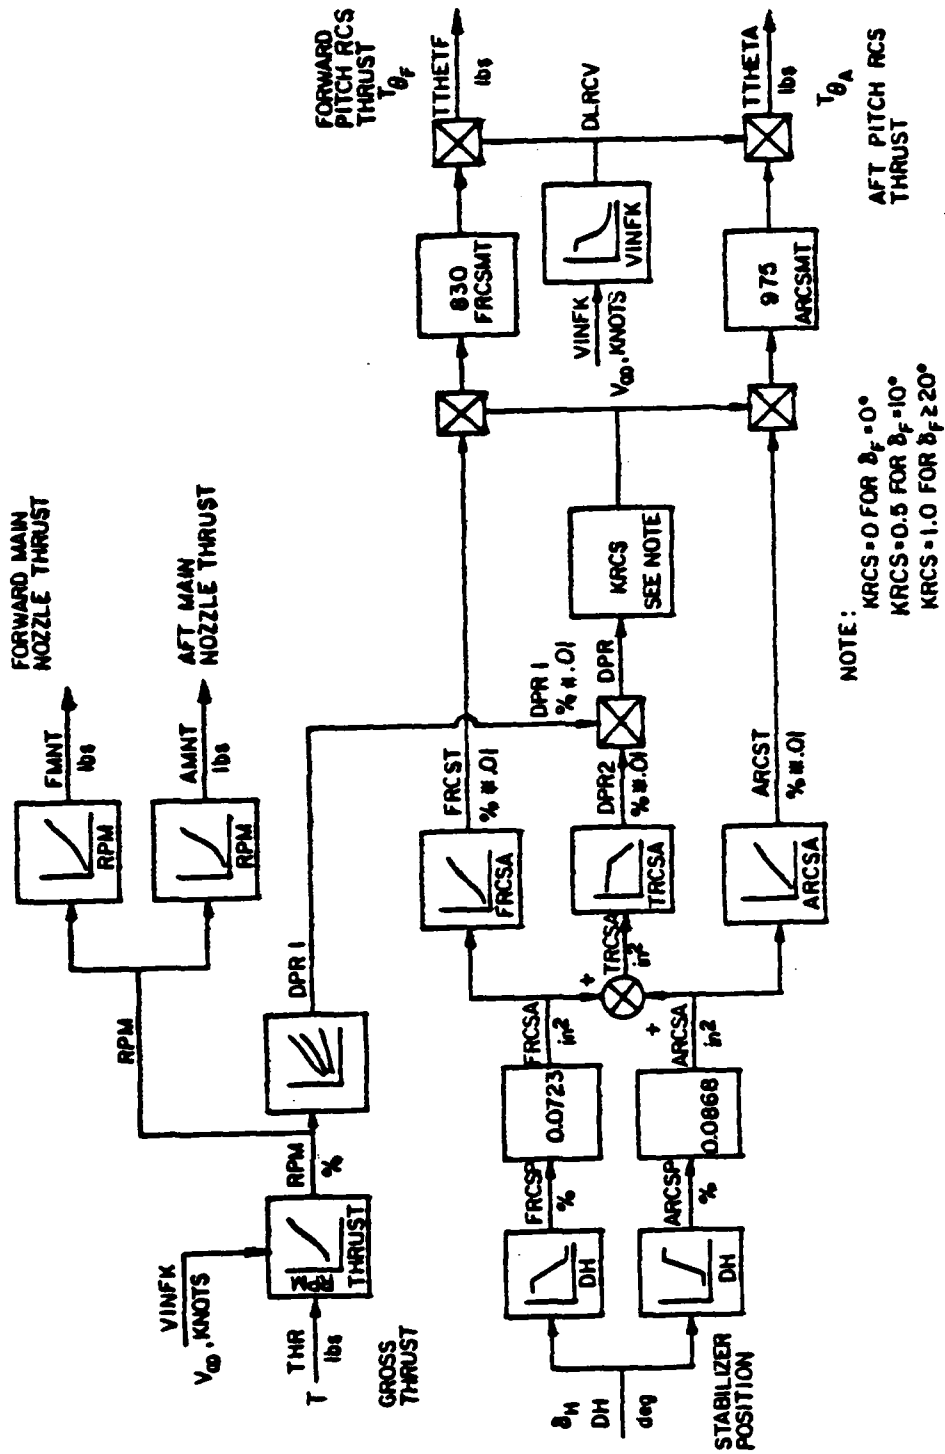 FORWARD MAIN
NOZZLE THRUST
FMNT
lbs
RPM
AFT MAIN
NOZZLE THRUST
AMNT
lbs
RPM
RPM
VINFK
V∞, KNOTS
T THR
lbs
GROSS
THRUST
THRUST
RPM
%
DPR 1
DPR 1
% #.01
FORWARD
PITCH RCS
THRUST
TθF
TTHETF
lbs
830
FRCSMT
FRCST
% #.01
FRCSA
FRCSA
in²
0.0723
FRCSP
%
DH
δH
DH
deg
STABILIZER
POSITION
DH
ARCSP
%
0.0868
ARCSA
in²
+
+
TRCSA
in²
TRCSA
DPR2
% #.01
DPR
KRCS
SEE NOTE
VINFK
V∞, KNOTS
VINFK
DLRCV
ARCSA
ARCST
% #.01
975
ARCSMT
TTHETA
lbs
TθA
AFT PITCH RCS
THRUST
NOTE:
KRCS=0 FOR δF=0°
KRCS=0.5 FOR δF=10°
KRCS=1.0 FOR δF≥20°